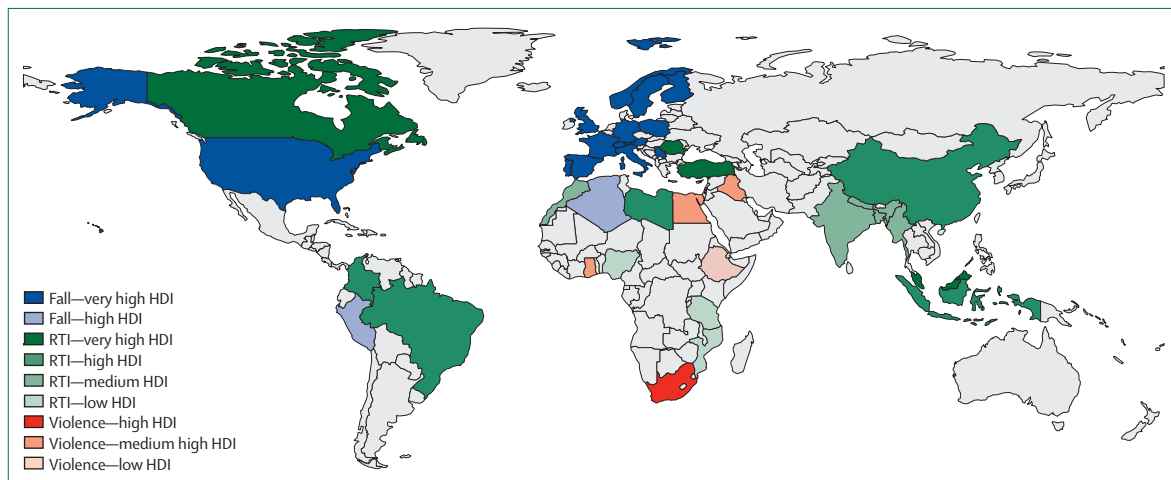 Fall—very high HDI
Fall—high HDI
RTI—very high HDI
RTI—high HDI
RTI—medium HDI
RTI—low HDI
Violence—high HDI
Violence—medium high HDI
Violence—low HDI